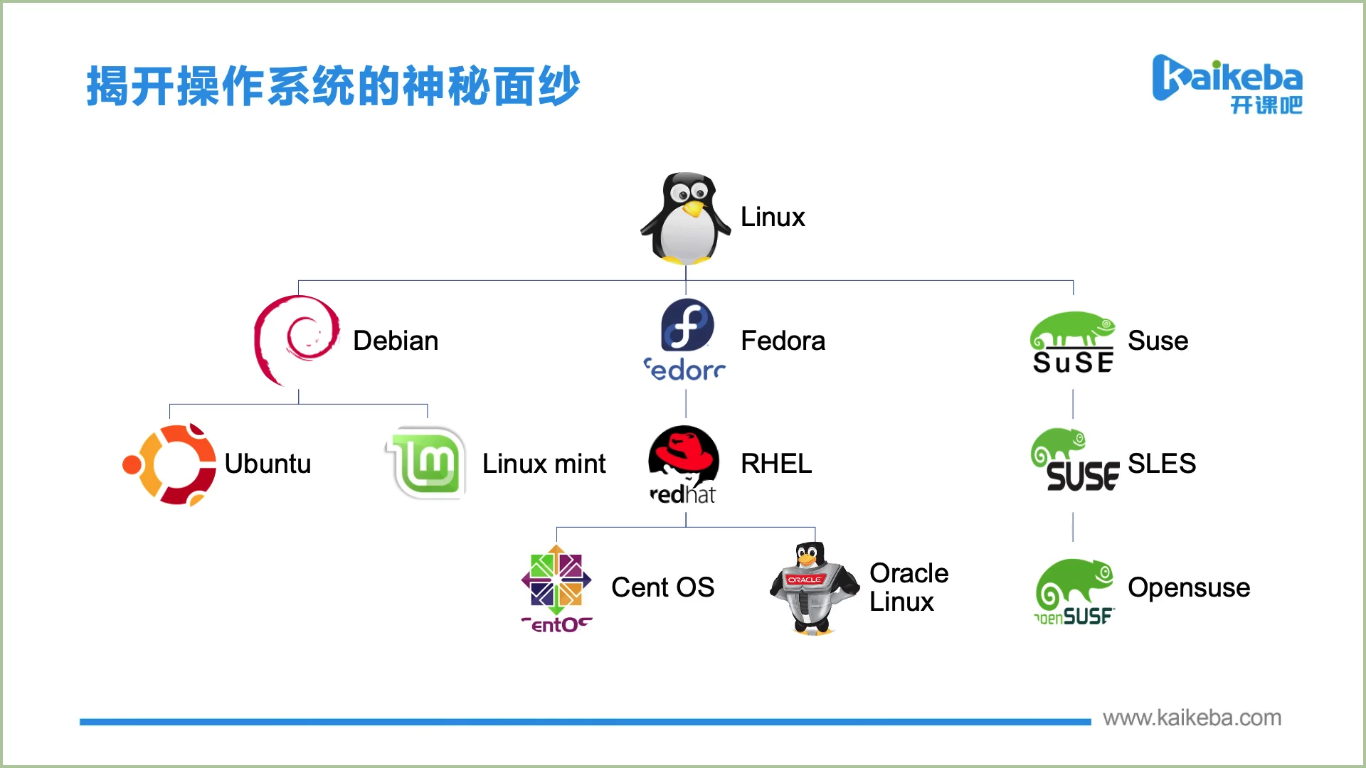 揭开操作系统的神秘面纱
Kaikeba
开课吧
Linux
Debian
fedora
Fedora
SuSE
Suse
Ubuntu
Linux mint
redhat
RHEL
SUSE
SLES
CentOS
Cent OS
ORACLE
Oracle
Linux
openSUSE
Opensuse
www.kaikeba.com